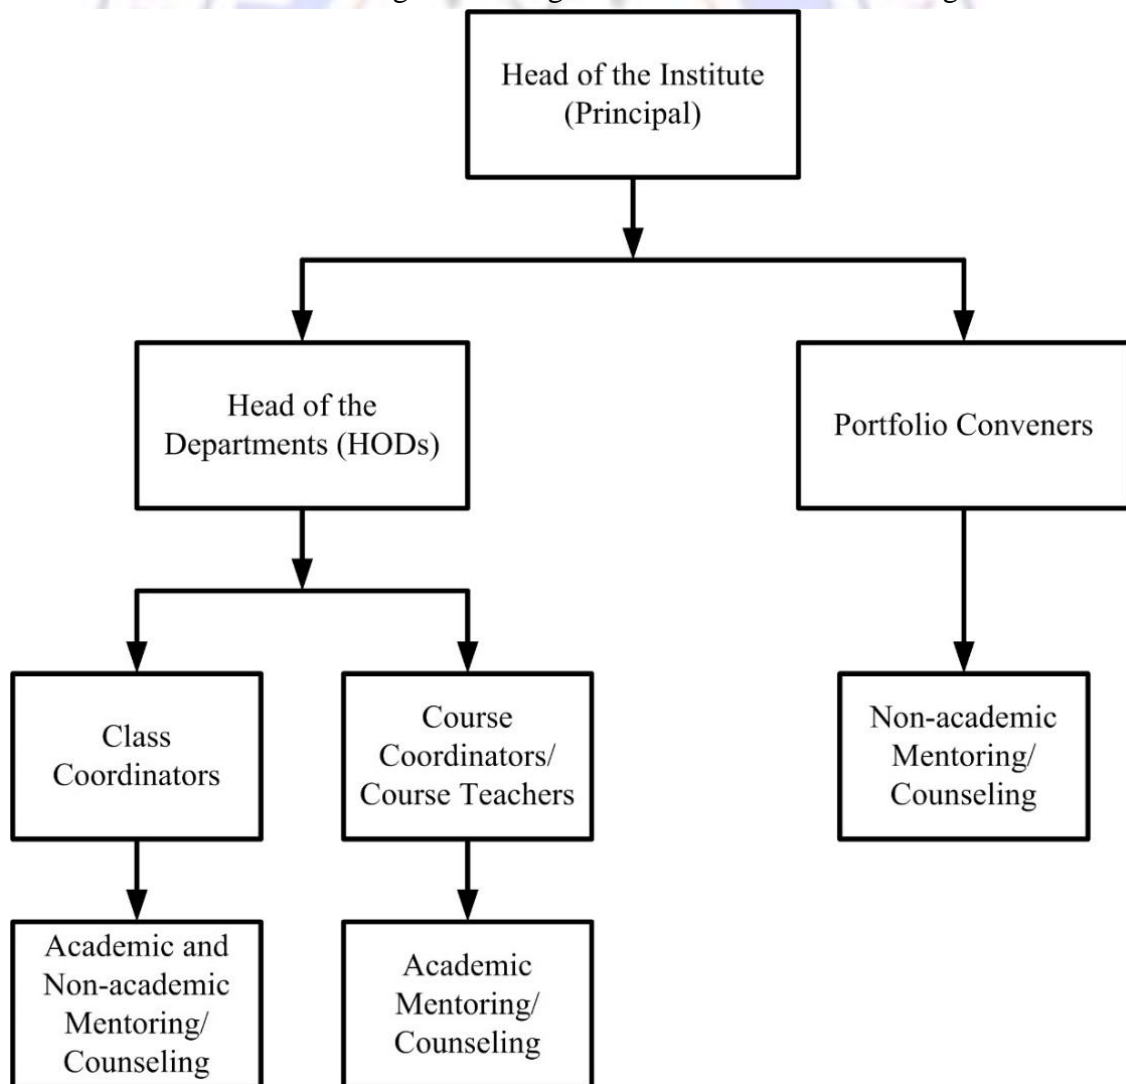 Head of the Institute
(Principal)
Head of the
Departments (HODs)
Portfolio Conveners
Class
Coordinators
Course
Coordinators/
Course Teachers
Non-academic
Mentoring/
Counseling
Academic and
Non-academic
Mentoring/
Counseling
Academic
Mentoring/
Counseling